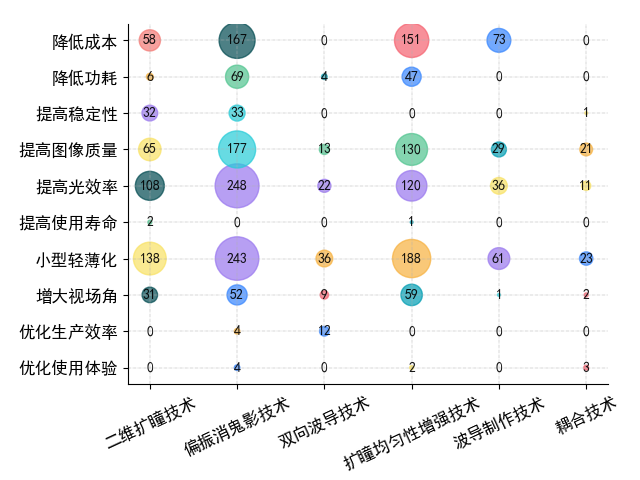 降低成本 58 167 0 151 73 0
降低功耗 6 69 4 47 0 0
提高稳定性 32 33 0 0 0 1
提高图像质量 65 177 13 130 29 21
提高光效率 108 248 22 120 36 11
提高使用寿命 2 0 0 1 0 0
小型轻薄化 138 243 36 188 61 23
增大视场角 31 52 9 59 1 2
优化生产效率 0 4 12 0 0 0
优化使用体验 0 4 0 2 0 3
二维扩瞳技术 偏振消鬼影技术 双向波导技术 扩瞳均匀性增强技术 波导制作技术 耦合技术